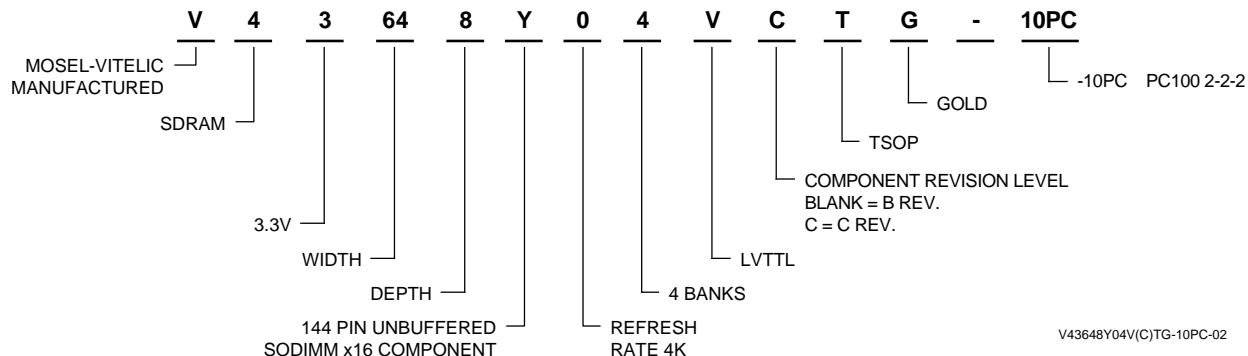 V 4 3 64 8 Y 0 4 V C T G - 10PC
MOSEL-VITELIC
MANUFACTURED
-10PC PC100 2-2-2
GOLD
SDRAM
TSOP
COMPONENT REVISION LEVEL
BLANK = B REV.
C = C REV.
3.3V
WIDTH
LVTTL
DEPTH
4 BANKS
144 PIN UNBUFFERED
SODIMM x16 COMPONENT
REFRESH
RATE 4K
V43648Y04V(C)TG-10PC-02